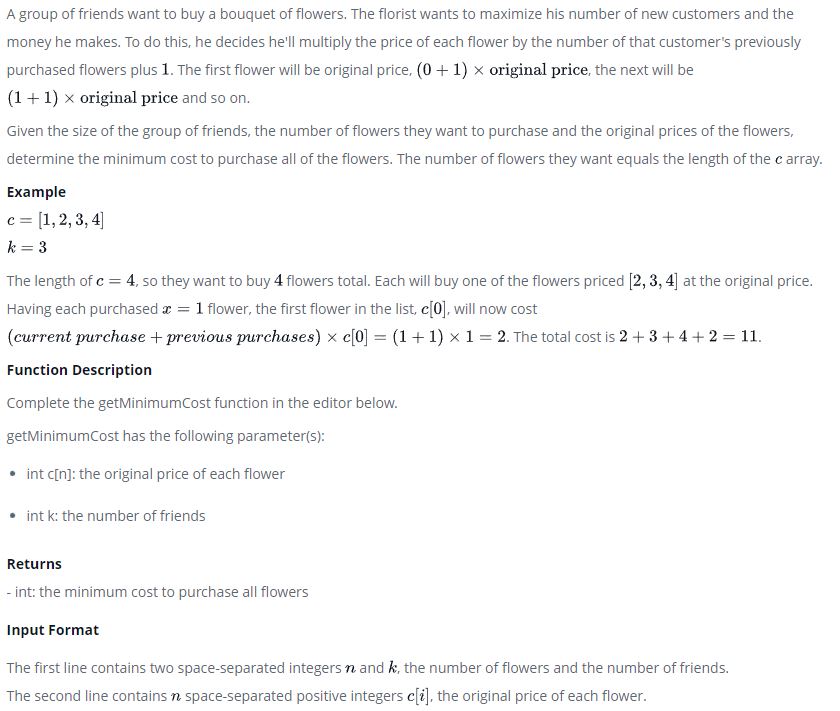 A group of friends want to buy a bouquet of flowers. The florist wants to maximize his number of new customers and the
money he makes. To do this, he decides he'll multiply the price of each flower by the number of that customer's previously
purchased flowers plus 1. The first flower will be original price, (0 + 1) × original price, the next will be
(1 + 1) × original price and so on.
Given the size of the group of friends, the number of flowers they want to purchase and the original prices of the flowers,
determine the minimum cost to purchase all of the flowers. The number of flowers they want equals the length of the c array.
Example
c = [1, 2, 3, 4]
k = 3
The length of c = 4, so they want to buy 4 flowers total. Each will buy one of the flowers priced [2, 3, 4] at the original price.
Having each purchased x = 1 flower, the first flower in the list, c[0], will now cost
(current purchase + previous purchases) × c[0] = (1 + 1) × 1 = 2. The total cost is 2 + 3 + 4 + 2 = 11.
Function Description
Complete the getMinimumCost function in the editor below.
getMinimumCost has the following parameter(s):
• int c[n]: the original price of each flower
• int k: the number of friends
Returns
- int: the minimum cost to purchase all flowers
Input Format
The first line contains two space-separated integers n and k, the number of flowers and the number of friends.
The second line contains n space-separated positive integers c[i], the original price of each flower.